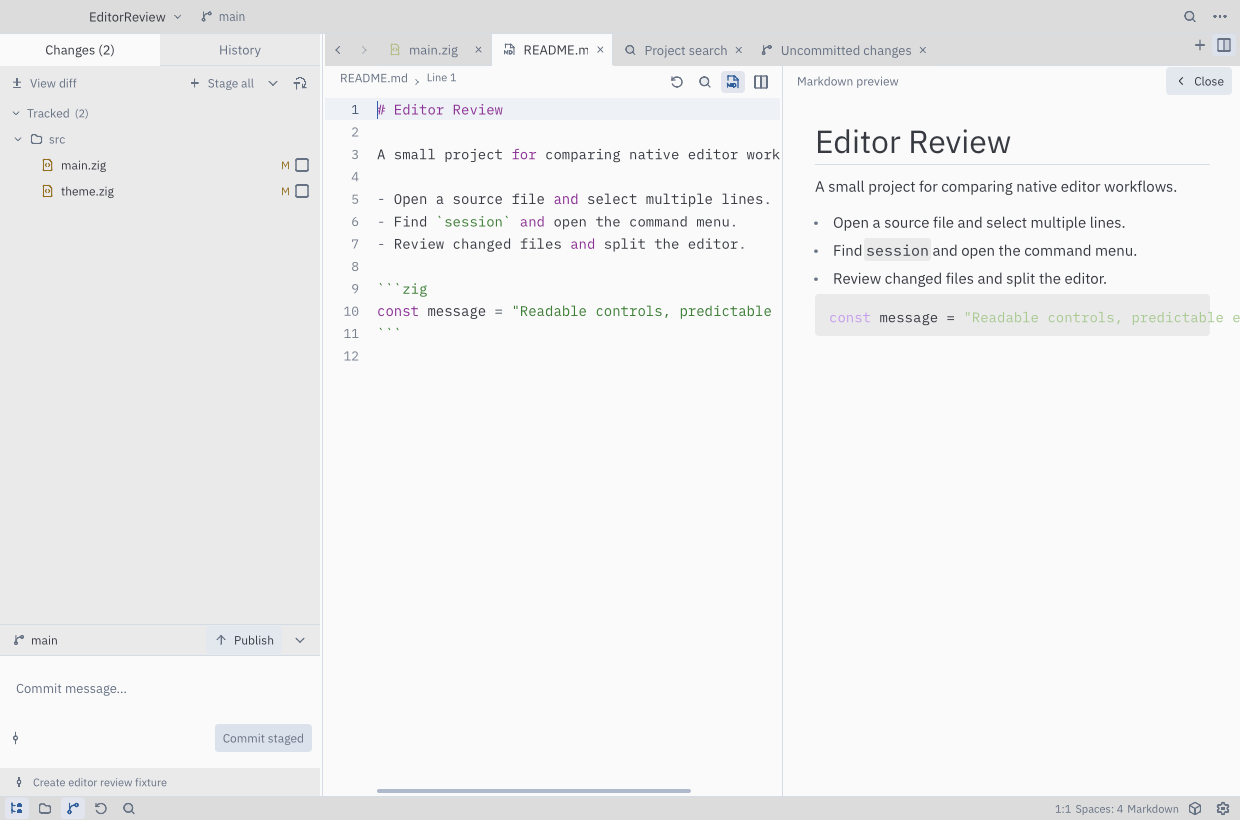 EditorReview
main
Changes (2)
History
main.zig
README.m
Project search
Uncommitted changes
View diff
Stage all
README.md
Line 1
Markdown preview
Close
Tracked (2)
src
main.zig
M
theme.zig
M
1 # Editor Review
2
3 A small project for comparing native editor work
4
5 - Open a source file and select multiple lines.
6 - Find `session` and open the command menu.
7 - Review changed files and split the editor.
8
9 ```zig
10 const message = "Readable controls, predictable
11 ```
12
Editor Review
A small project for comparing native editor workflows.
• Open a source file and select multiple lines.
• Find session and open the command menu.
• Review changed files and split the editor.
const message = "Readable controls, predictable e
main
Publish
Commit message...
Commit staged
Create editor review fixture
1:1 Spaces: 4 Markdown